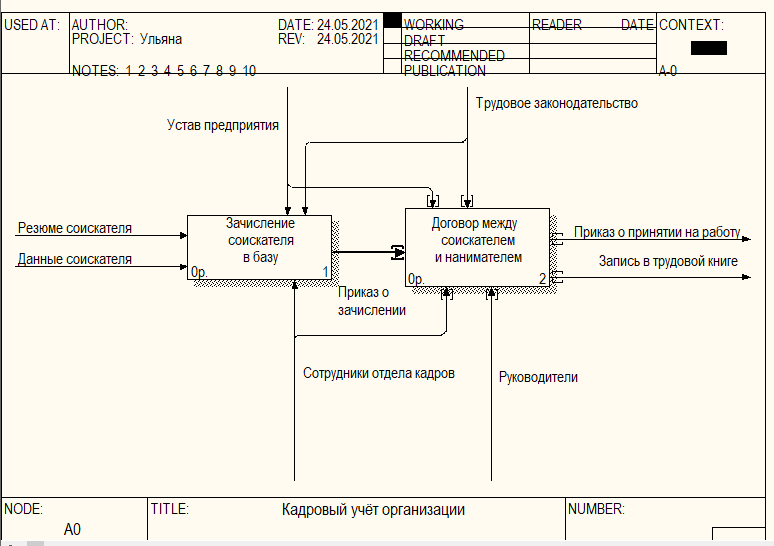 USED AT:
AUTHOR:
DATE: 24.05.2021
WORKING
READER
DATE
CONTEXT:
PROJECT: Ульяна
REV: 24.05.2021
DRAFT
RECOMMENDED
NOTES: 1 2 3 4 5 6 7 8 9 10
PUBLICATION
A-0
Трудовое законодательство
Устав предприятия
Резюме соискателя
Данные соискателя
Зачисление
соискателя
в базу
0р.
1
Договор между
соискателем
и нанимателем
0р.
2
Приказ о принятии на работу
Запись в трудовой книге
Приказ о
зачислении
Сотрудники отдела кадров
Руководители
NODE:
A0
TITLE:
Кадровый учёт организации
NUMBER: